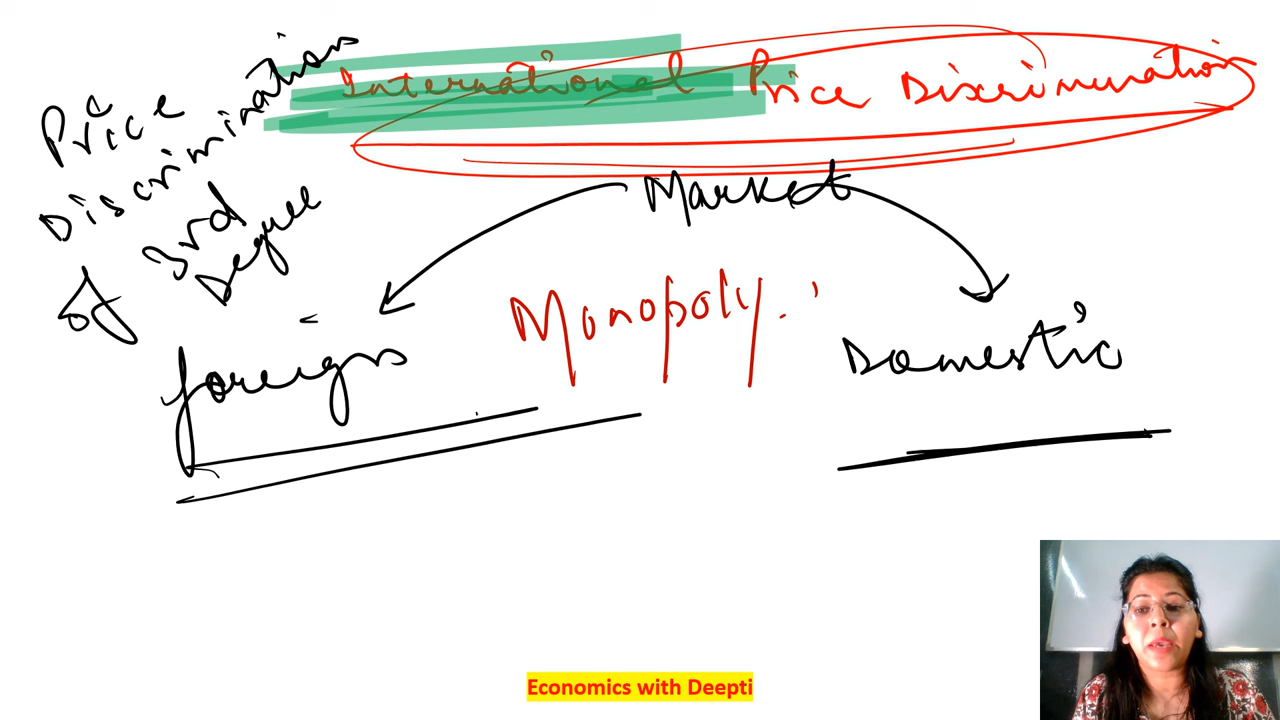 International Price Discrimination
Price
Discrimination
of 3rd
Degree
Market
Monopoly
foreign
Domestic
Economics with Deepti